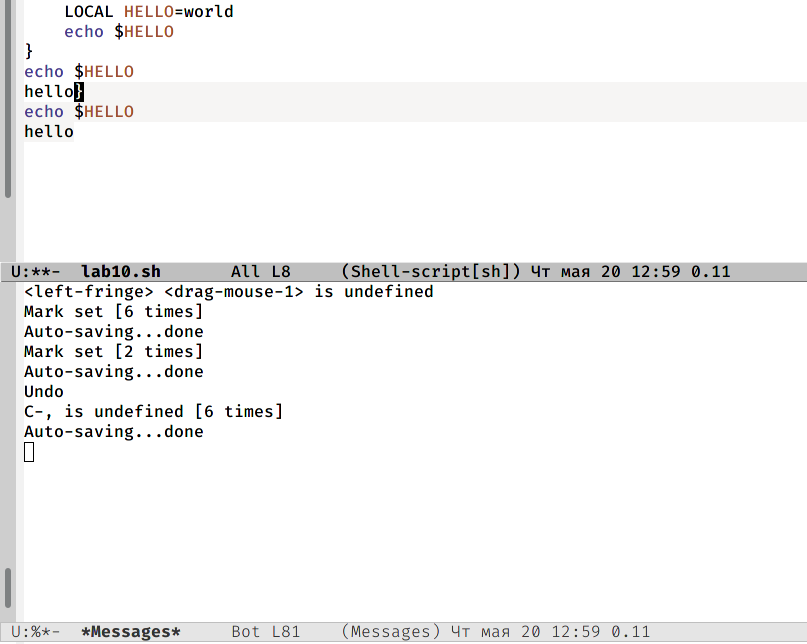 LOCAL HELLO=world
echo $HELLO
}
echo $HELLO
hello}
echo $HELLO
hello
U:**-  lab10.sh       All L8     (Shell-script[sh]) Чт мая 20 12:59 0.11
<left-fringe> <drag-mouse-1> is undefined
Mark set [6 times]
Auto-saving...done
Mark set [2 times]
Auto-saving...done
Undo
C-, is undefined [6 times]
Auto-saving...done
U:%*-  *Messages*     Bot L81    (Messages) Чт мая 20 12:59 0.11